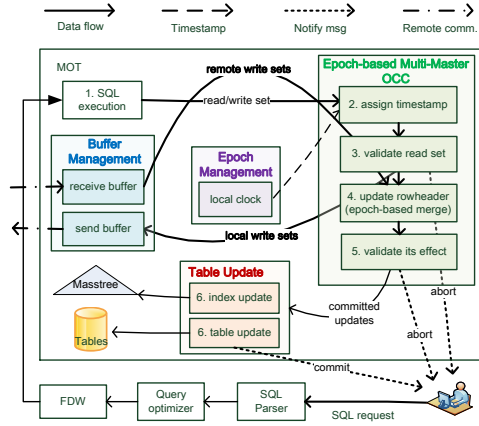 Data flow
Timestamp
Notify msg
Remote comm.
MOT
remote write sets
Epoch-based Multi-Master
OCC
1. SQL
execution
read/write set
2. assign timestamp
Buffer
Management
Epoch
Management
3. validate read set
receive buffer
local clock
4. update rowheader
(epoch-based merge)
send buffer
local write sets
5. validate its effect
Table Update
Masstree
6. index update
committed
updates
abort
Tables
6. table update
abort
commit
FDW
Query
optimizer
SQL
Parser
SQL request